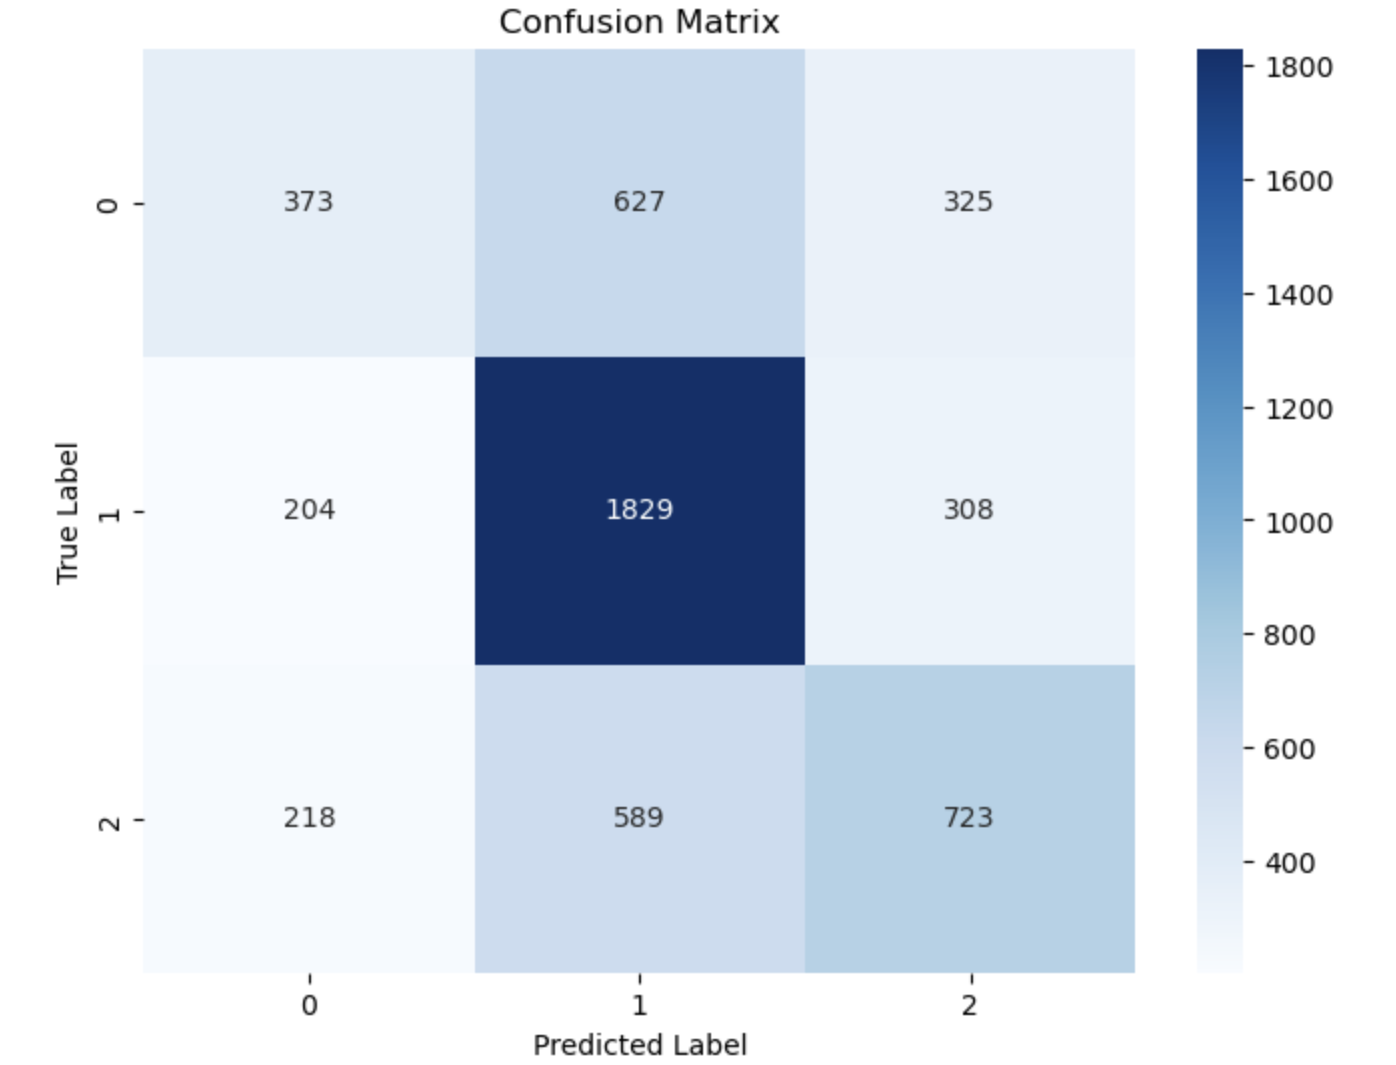 Confusion Matrix
373 627 325
204 1829 308
218 589 723
0
1
2
True Label
0 1 2
Predicted Label
1800
1600
1400
1200
1000
800
600
400